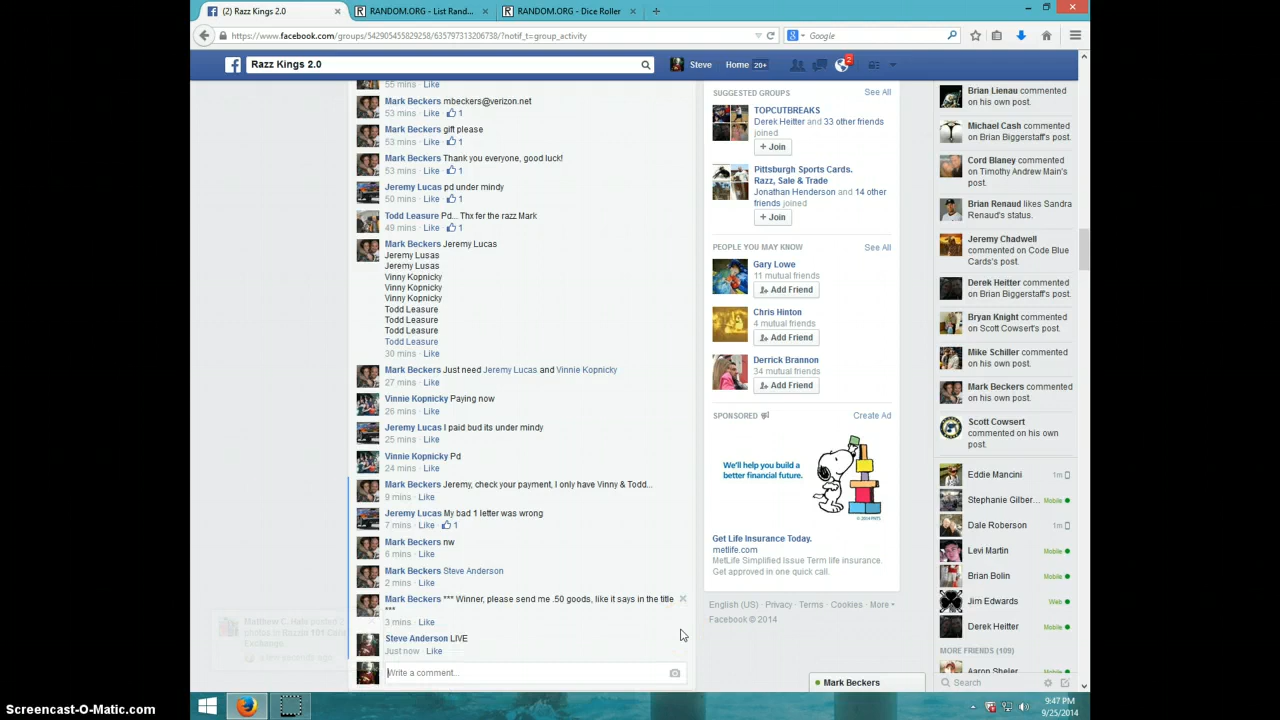 (2) Razz Kings 2.0
RANDOM.ORG - List Rand...
RANDOM.ORG - Dice Roller
https://www.facebook.com/groups/542905455829258/635797313206738/?notif_t=group_activity
Google
Razz Kings 2.0
Steve
Home 20+
2
55 mins · Like
Mark Beckers mbeckers@verizon.net
53 mins · Like · 1
Mark Beckers gift please
53 mins · Like · 1
Mark Beckers Thank you everyone, good luck!
53 mins · Like · 1
Jeremy Lucas pd under mindy
50 mins · Like · 1
Todd Leasure Pd... Thx fer the razz Mark
49 mins · Like · 1
Mark Beckers Jeremy Lucas
Jeremy Lusas
Jeremy Lusas
Vinny Kopnicky
Vinny Kopnicky
Vinny Kopnicky
Todd Leasure
Todd Leasure
Todd Leasure
Todd Leasure
30 mins · Like
Mark Beckers Just need Jeremy Lucas and Vinnie Kopnicky
27 mins · Like
Vinnie Kopnicky Paying now
26 mins · Like
Jeremy Lucas I paid bud its under mindy
25 mins · Like
Vinnie Kopnicky Pd
24 mins · Like
Mark Beckers Jeremy, check your payment, I only have Vinny & Todd...
9 mins · Like
Jeremy Lucas My bad 1 letter was wrong
7 mins · Like · 1
Mark Beckers nw
6 mins · Like
Mark Beckers Steve Anderson
2 mins · Like
Mark Beckers *** Winner, please send me .50 goods, like it says in the title
***
3 mins · Like
Steve Anderson LIVE
Just now · Like
Write a comment...
Matthew C. Hale posted 2
photos in
Exchange.
a few seconds ago
SUGGESTED GROUPS
See All
TOPCUTBREAKS
Derek Heitter and 33 other friends
joined
+ Join
Pittsburgh Sports Cards.
Razz, Sale & Trade
Jonathan Henderson and 14 other
friends joined
+ Join
PEOPLE YOU MAY KNOW
See All
Gary Lowe
11 mutual friends
Add Friend
Chris Hinton
4 mutual friends
Add Friend
Derrick Brannon
34 mutual friends
Add Friend
SPONSORED
Create Ad
We'll help you build a
better financial future.
© 2014 PNTS
Get Life Insurance Today.
metlife.com
MetLife Simplified Issue Term life insurance.
Get approved in one quick call.
English (US) · Privacy · Terms · Cookies · More
Facebook © 2014
Brian Lienau commented
on his own post.
Michael Cash commented
on Brian Biggerstaff's post.
Cord Blaney commented
on Timothy Andrew Main's
post.
Brian Renaud likes Sandra
Renaud's status.
Jeremy Chadwell
commented on Code Blue
Cards's post.
Derek Heitter commented
on Brian Biggerstaff's post.
Bryan Knight commented
on Scott Cowsert's post.
Mike Schiller commented
on his own post.
Mark Beckers commented
on his own post.
Scott Cowsert
commented on his own
post.
Eddie Mancini 1m
Stephanie Gilber... Mobile
Dale Roberson 1m
Levi Martin Mobile
Brian Bolin Mobile
Jim Edwards Web
Derek Heitter Mobile
MORE FRIENDS (109)
Aaron Sheler
Mark Beckers
Search
9:47 PM
9/25/2014
Screencast-O-Matic.com